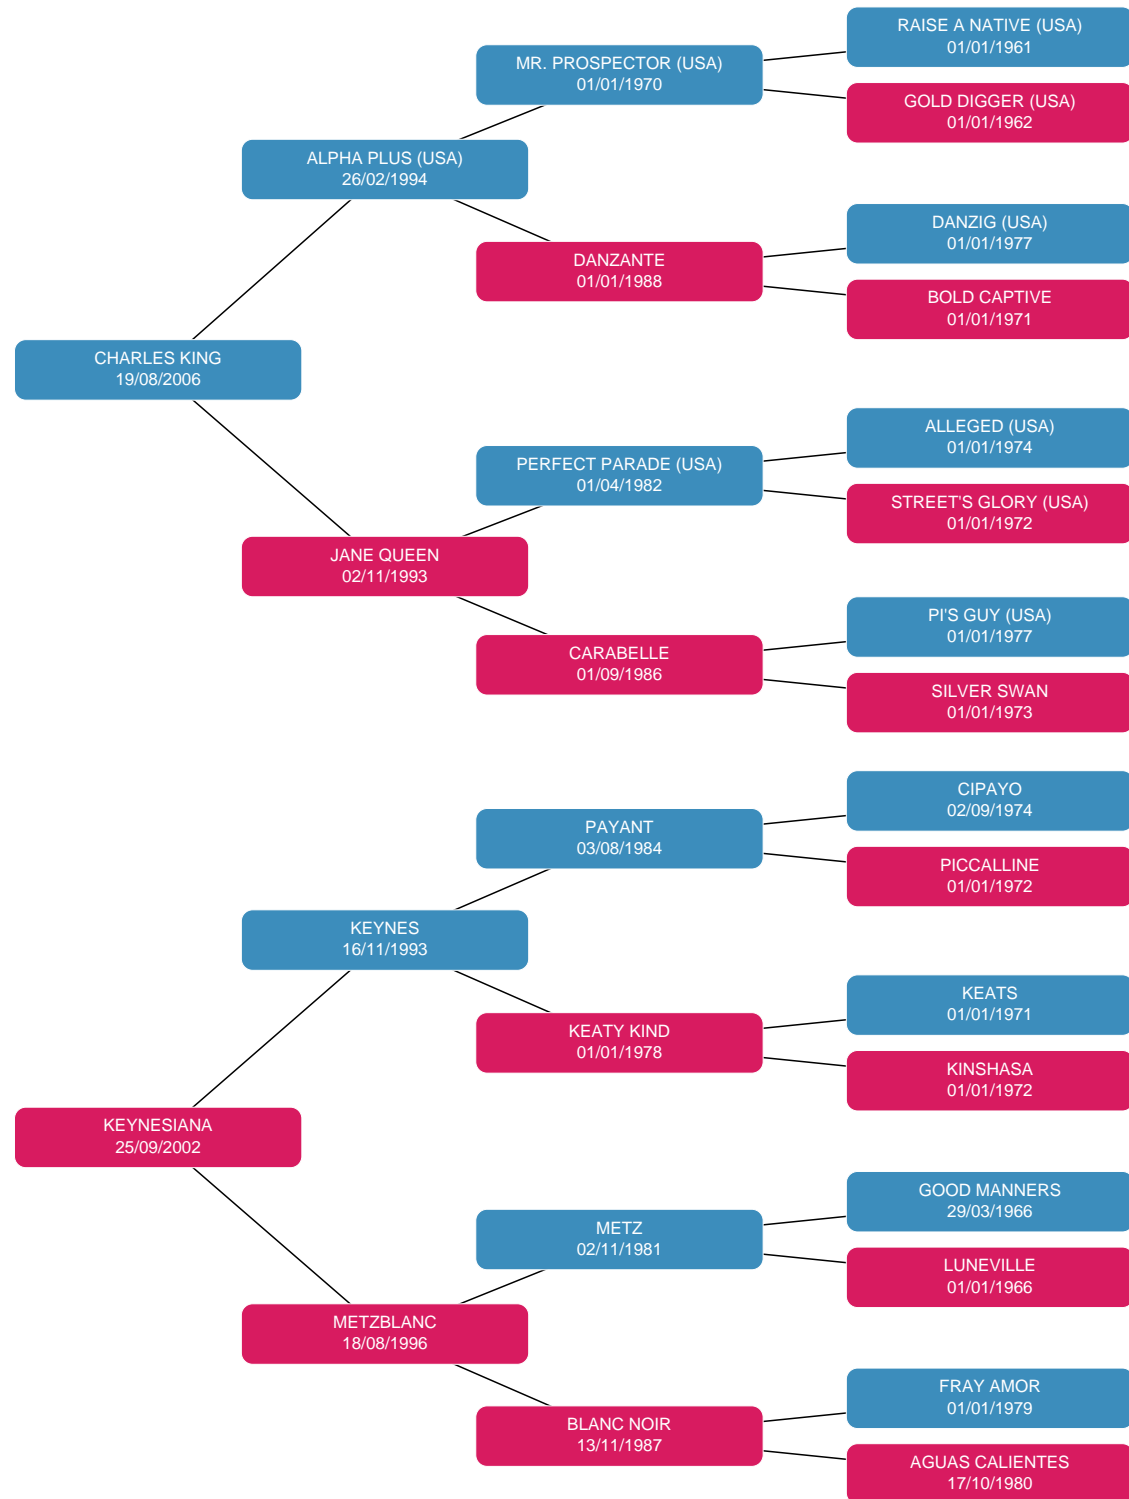 RAISE A NATIVE (USA)
01/01/1961
MR. PROSPECTOR (USA)
01/01/1970
GOLD DIGGER (USA)
01/01/1962
ALPHA PLUS (USA)
26/02/1994
DANZIG (USA)
01/01/1977
DANZANTE
01/01/1988
BOLD CAPTIVE
01/01/1971
CHARLES KING
19/08/2006
ALLEGED (USA)
01/01/1974
PERFECT PARADE (USA)
01/04/1982
STREET'S GLORY (USA)
01/01/1972
JANE QUEEN
02/11/1993
PI'S GUY (USA)
01/01/1977
CARABELLE
01/09/1986
SILVER SWAN
01/01/1973
CIPAYO
02/09/1974
PAYANT
03/08/1984
PICCALLINE
01/01/1972
KEYNES
16/11/1993
KEATS
01/01/1971
KEATY KIND
01/01/1978
KINSHASA
01/01/1972
KEYNESIANA
25/09/2002
GOOD MANNERS
29/03/1966
METZ
02/11/1981
LUNEVILLE
01/01/1966
METZBLANC
18/08/1996
FRAY AMOR
01/01/1979
BLANC NOIR
13/11/1987
AGUAS CALIENTES
17/10/1980